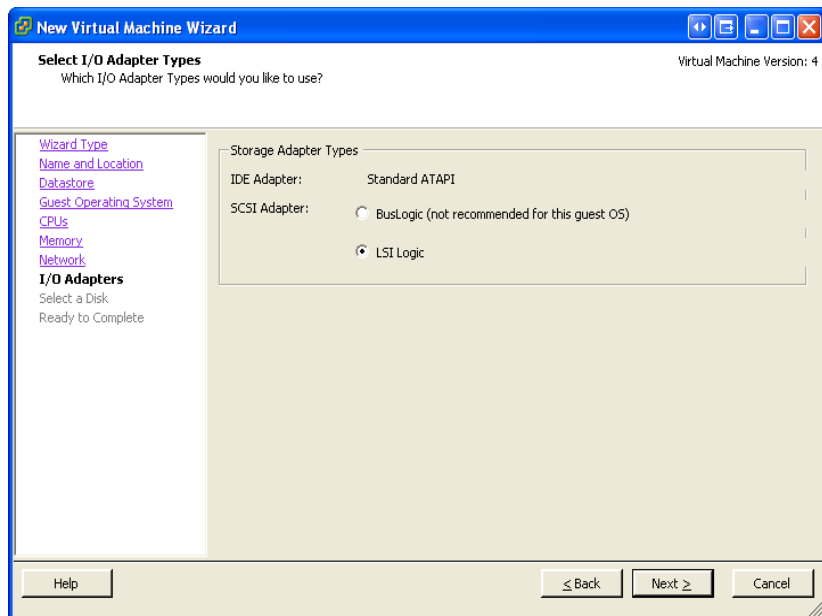 New Virtual Machine Wizard
Select I/O Adapter Types
Which I/O Adapter Types would you like to use?
Virtual Machine Version: 4
Wizard Type
Name and Location
Datastore
Guest Operating System
CPUs
Memory
Network
I/O Adapters
Select a Disk
Ready to Complete
Storage Adapter Types
IDE Adapter: Standard ATAPI
SCSI Adapter: BusLogic (not recommended for this guest OS)
LSI Logic
Help
< Back
Next >
Cancel